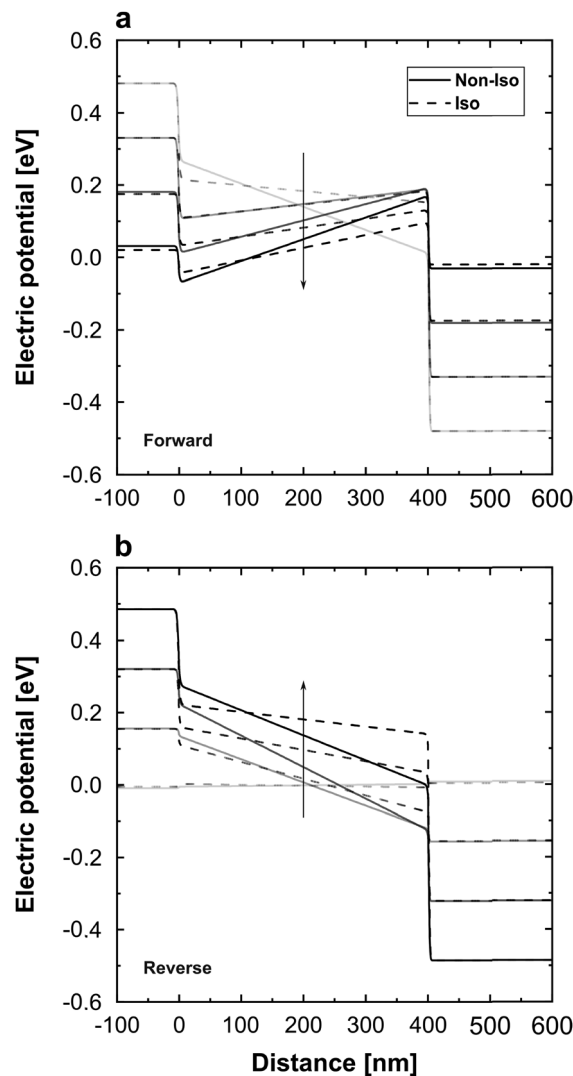 a
0.6
0.4
0.2
0.0
-0.2
-0.4
-0.6
Electric potential [eV]
Non-Iso
Iso
Forward
-100 0 100 200 300 400 500 600
b
0.6
0.4
0.2
0.0
-0.2
-0.4
-0.6
Electric potential [eV]
Reverse
-100 0 100 200 300 400 500 600
Distance [nm]